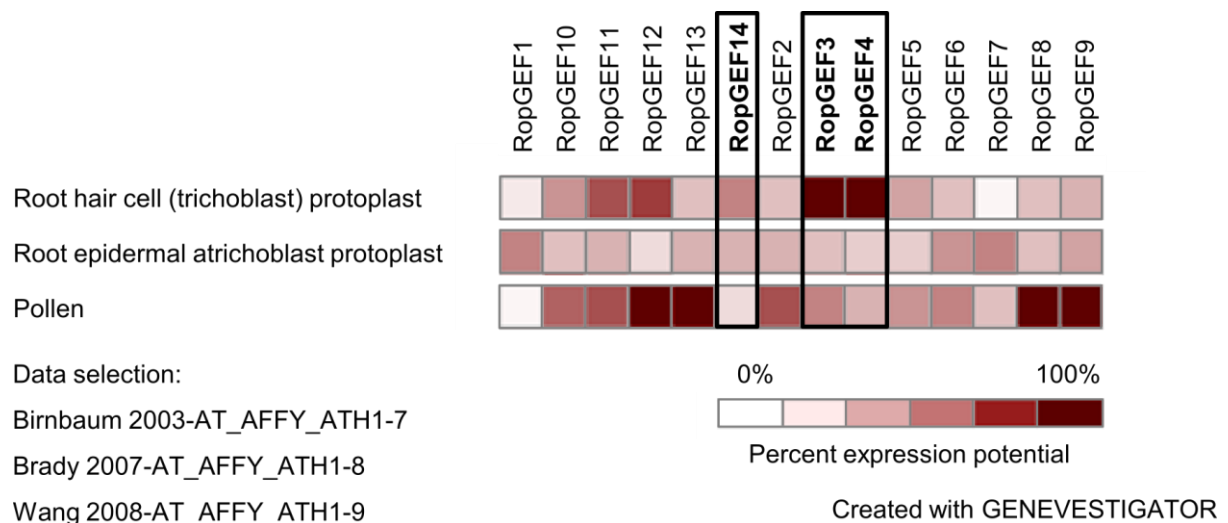 RopGEF1
RopGEF10
RopGEF11
RopGEF12
RopGEF13
RopGEF14
RopGEF2
RopGEF3
RopGEF4
RopGEF5
RopGEF6
RopGEF7
RopGEF8
RopGEF9
Root hair cell (trichoblast) protoplast
Root epidermal atrichoblast protoplast
Pollen
Data selection:
Birnbaum 2003-AT_AFFY_ATH1-7
Brady 2007-AT_AFFY_ATH1-8
Wang 2008-AT_AFFY_ATH1-9
0% 100%
Percent expression potential
Created with GENEVESTIGATOR